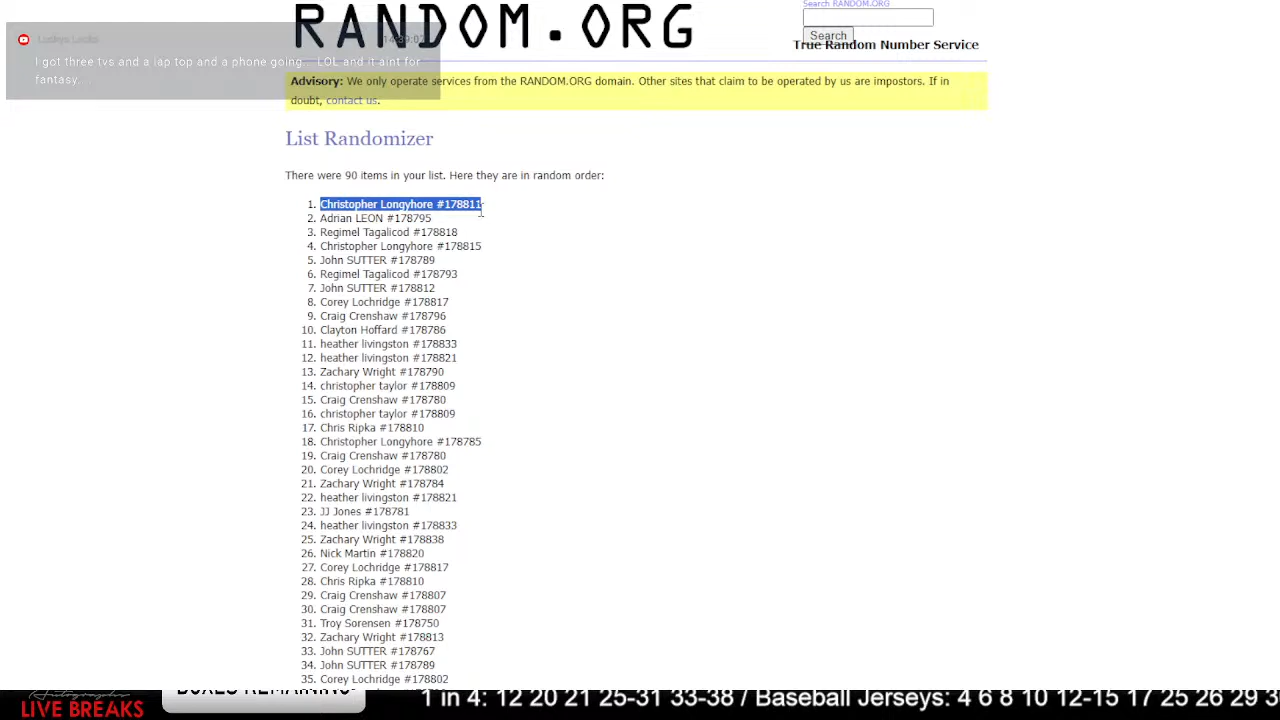 RANDOM.ORG
Search RANDOM.ORG
Search
True Random Number Service
I got three tvs and a lap top and a phone going... LOL and it aint for
fantasy..
Advisory: We only operate services from the RANDOM.ORG domain. Other sites that claim to be operated by us are impostors. If in
doubt, contact us.
List Randomizer
There were 90 items in your list. Here they are in random order:
1. Christopher Longyhore #178811
2. Adrian LEON #178795
3. Regimel Tagalicod #178818
4. Christopher Longyhore #178815
5. John SUTTER #178789
6. Regimel Tagalicod #178793
7. John SUTTER #178812
8. Corey Lochridge #178817
9. Craig Crenshaw #178796
10. Clayton Hoffard #178786
11. heather livingston #178833
12. heather livingston #178821
13. Zachary Wright #178790
14. christopher taylor #178809
15. Craig Crenshaw #178780
16. christopher taylor #178809
17. Chris Ripka #178810
18. Christopher Longyhore #178785
19. Craig Crenshaw #178780
20. Corey Lochridge #178802
21. Zachary Wright #178784
22. heather livingston #178821
23. JJ Jones #178781
24. heather livingston #178833
25. Zachary Wright #178838
26. Nick Martin #178820
27. Corey Lochridge #178817
28. Chris Ripka #178810
29. Craig Crenshaw #178807
30. Craig Crenshaw #178807
31. Troy Sorensen #178750
32. Zachary Wright #178813
33. John SUTTER #178767
34. John SUTTER #178789
35. Corey Lochridge #178802
Autographs
LIVE BREAKS
BOXES REMAINING:
1 in 4: 12 20 21 25-31 33-38 / Baseball Jerseys: 4 6 8 10 12-15 17 25 26 29 3